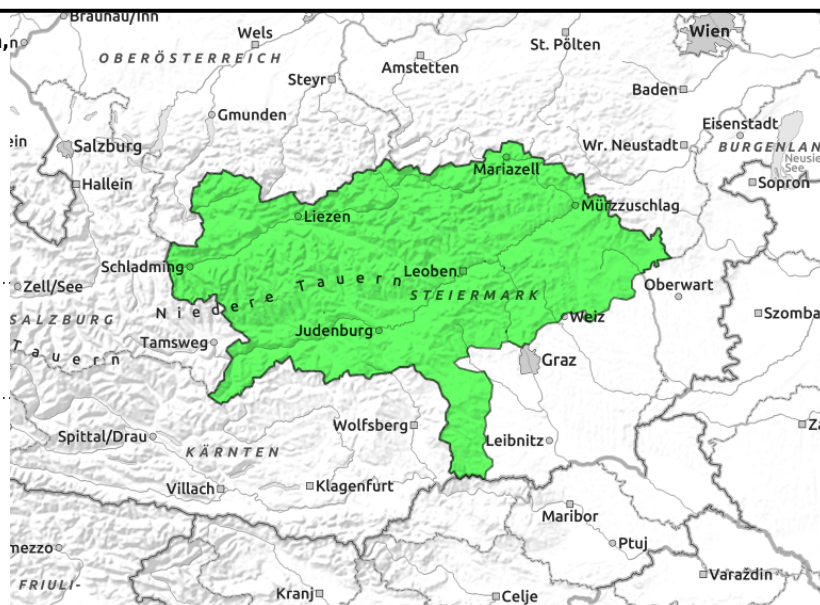 Braunau/Inn
Wels
Wien
OBERÖSTERREICH
St. Pölten
Amstetten
Steyr
Baden
Gmunden
Eisenstadt
Salzburg
Wr. Neustadt
BURGENLAN
Mariazell
Neusie
See
Hallein
Sopron
Mürzzuschlag
Liezen
Schladming
Leoben
Zell/See
Niedere Tauern
STEIERMARK
Oberwart
SALZBURG
Weiz
Szomba
Judenburg
Tamsweg
Tauern
Graz
Wolfsberg
Spittal/Drau
Leibnitz
KÄRNTEN
Villach
Klagenfurt
Maribor
Ptuj
mezzo
Varaždin
FRIULI-
Kranj
Celje